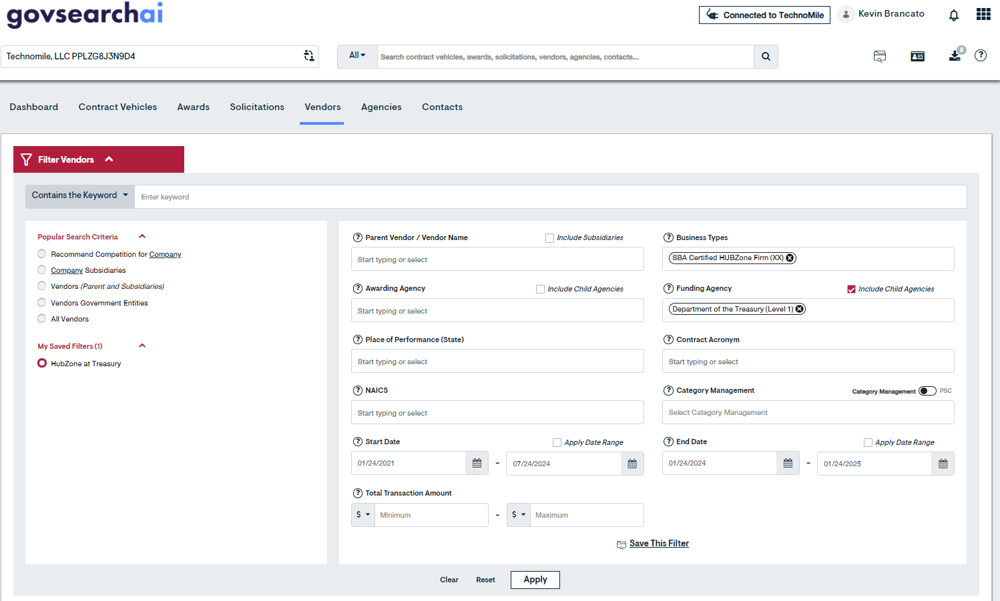 govsearchai
Connected to TechnoMile
Kevin Brancato
Technomile, LLC PPLZG8J3N9D4
All
Search contract vehicles, awards, solicitations, vendors, agencies, contacts...
8
?
Dashboard Contract Vehicles Awards Solicitations Vendors Agencies Contacts
Filter Vendors
Contains the Keyword
Enter keyword
Popular Search Criteria
Recommend Competition for Company
Company Subsidiaries
Vendors (Parent and Subsidiaries)
Vendors Government Entities
All Vendors
My Saved Filters (1)
HubZone at Treasury
? Parent Vendor / Vendor Name Include Subsidiaries
Start typing or select
? Business Types
SBA Certified HUBZone Firm (XX)
? Awarding Agency Include Child Agencies
Start typing or select
? Funding Agency Include Child Agencies
Department of the Treasury (Level 1)
? Place of Performance (State)
Start typing or select
? Contract Acronym
Start typing or select
? NAICS
Start typing or select
? Category Management Category Management PSC
Select Category Management
? Start Date Apply Date Range
01/24/2021 - 07/24/2024
? End Date Apply Date Range
01/24/2024 - 01/24/2025
? Total Transaction Amount
$ Minimum - $ Maximum
Save This Filter
Clear Reset Apply